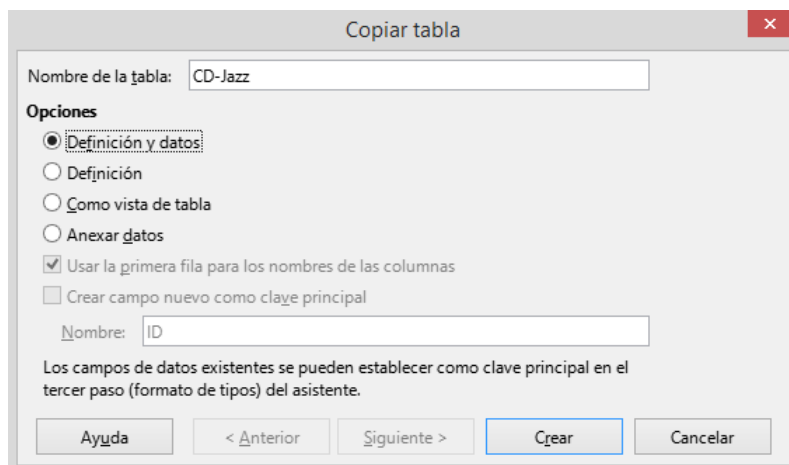 Copiar tabla
Nombre de la tabla: CD-Jazz
Opciones
Definición y datos
Definición
Como vista de tabla
Anexar datos
Usar la primera fila para los nombres de las columnas
Crear campo nuevo como clave principal
Nombre: ID
Los campos de datos existentes se pueden establecer como clave principal en el
tercer paso (formato de tipos) del asistente.
Ayuda < Anterior Siguiente > Crear Cancelar